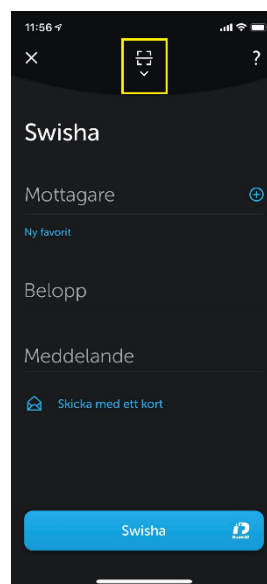 11:56
?
Swisha
Mottagare
Ny favorit
Belopp
Meddelande
Skicka med ett kort
Swisha